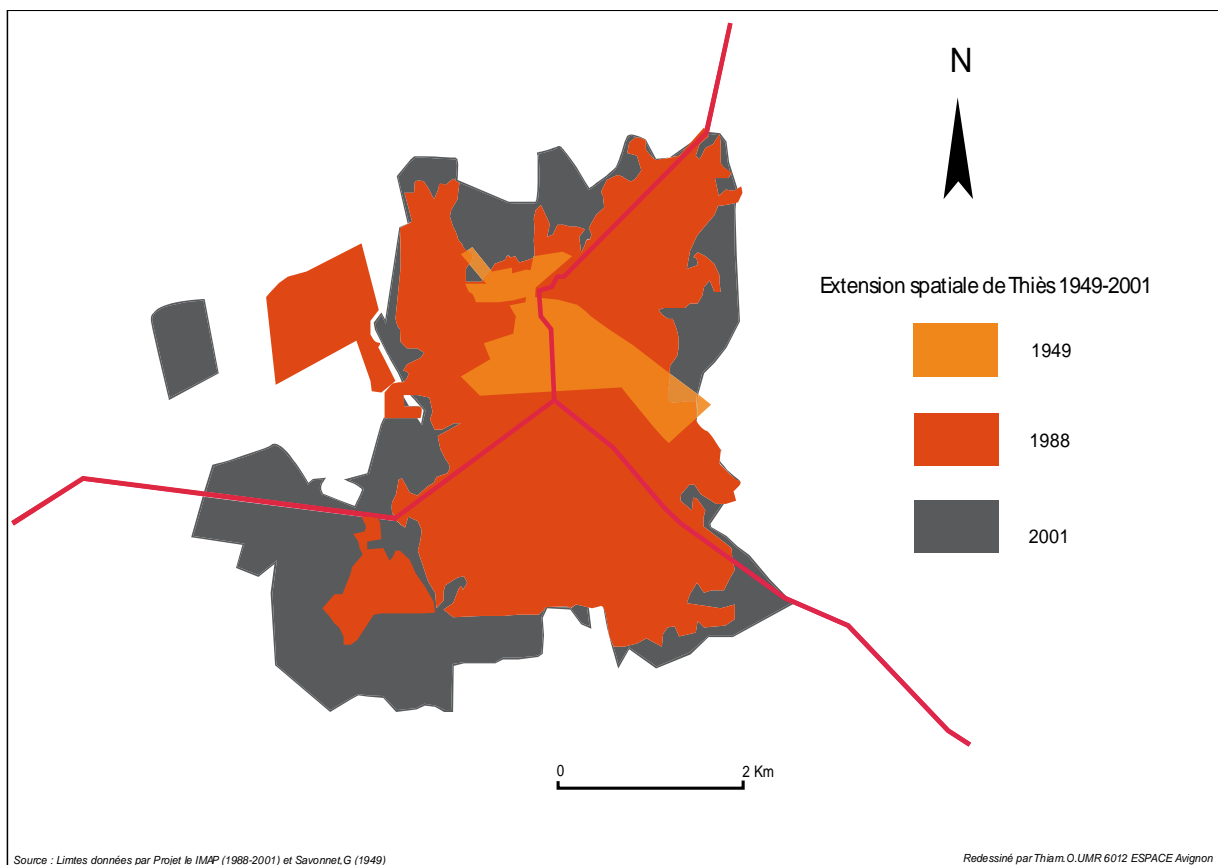 N
Extension spatiale de Thiès 1949-2001
1949
1988
2001
0 2 Km
Source : Limtes données par Projet le IMAP (1988-2001) et Savonnet,G (1949)
Redessiné par Thiam.O.UMR 6012 ESPACE Avignon